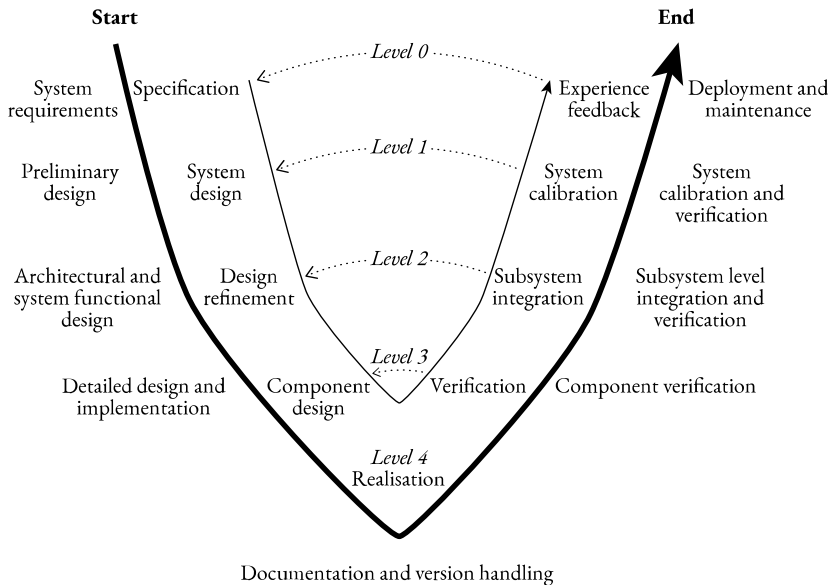 Start
End
Level 0
System
requirements
Specification
Experience
feedback
Deployment and
maintenance
Level 1
Preliminary
design
System
design
System
calibration
System
calibration and
verification
Level 2
Architectural and
system functional
design
Design
refinement
Subsystem
integration
Subsystem level
integration and
verification
Level 3
Detailed design and
implementation
Component
design
Verification
Component verification
Level 4
Realisation
Documentation and version handling